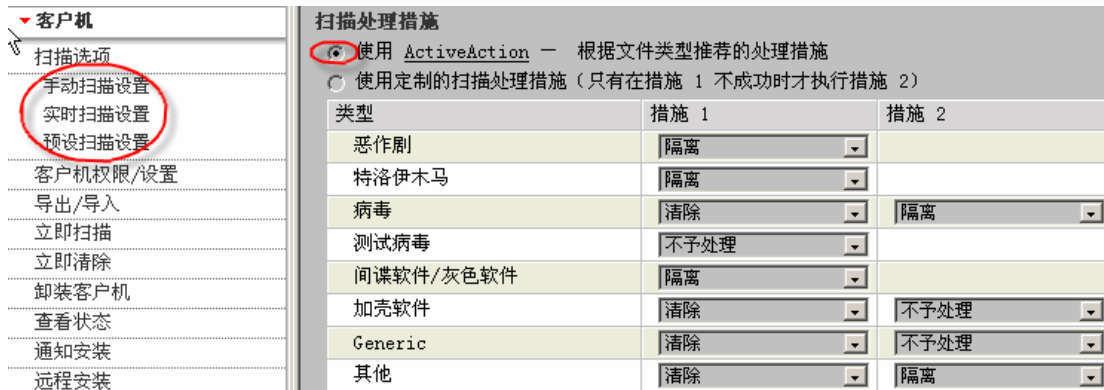 客户机
扫描选项
手动扫描设置
实时扫描设置
预设扫描设置
客户机权限/设置
导出/导入
立即扫描
立即清除
卸装客户机
查看状态
通知安装
远程安装
扫描处理措施
使用 ActiveAction — 根据文件类型推荐的处理措施
使用定制的扫描处理措施(只有在措施 1 不成功时才执行措施 2)
类型 措施 1 措施 2
恶作剧 隔离
特洛伊木马 隔离
病毒 清除 隔离
测试病毒 不予处理
间谍软件/灰色软件 隔离
加壳软件 清除 不予处理
Generic 清除 不予处理
其他 清除 隔离